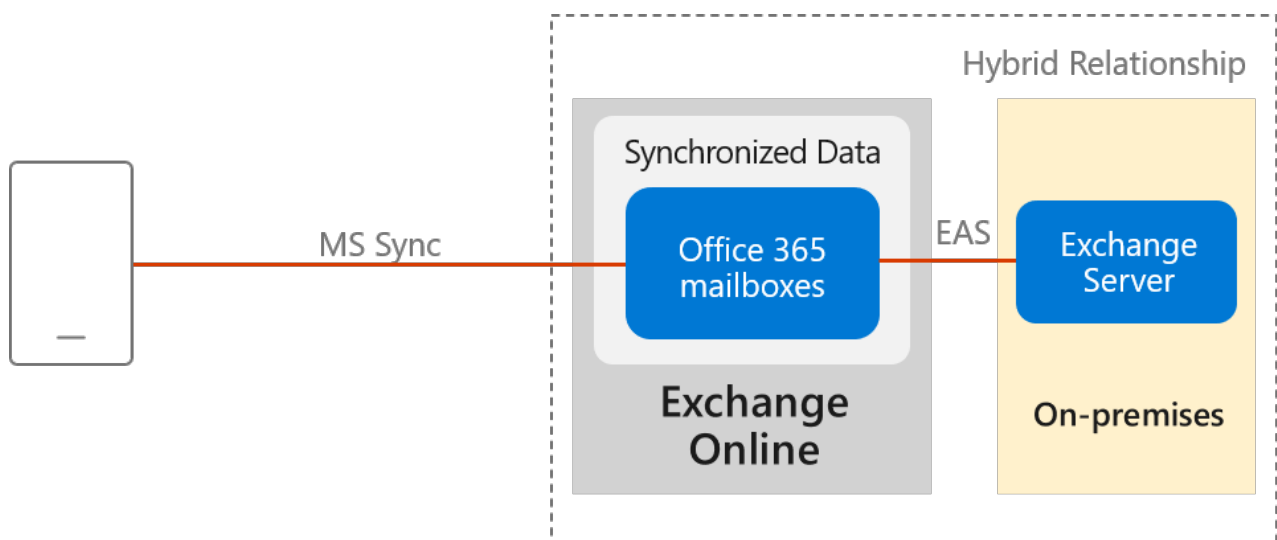 Hybrid Relationship
Synchronized Data
MS Sync
Office 365
mailboxes
EAS
Exchange
Server
Exchange
Online
On-premises